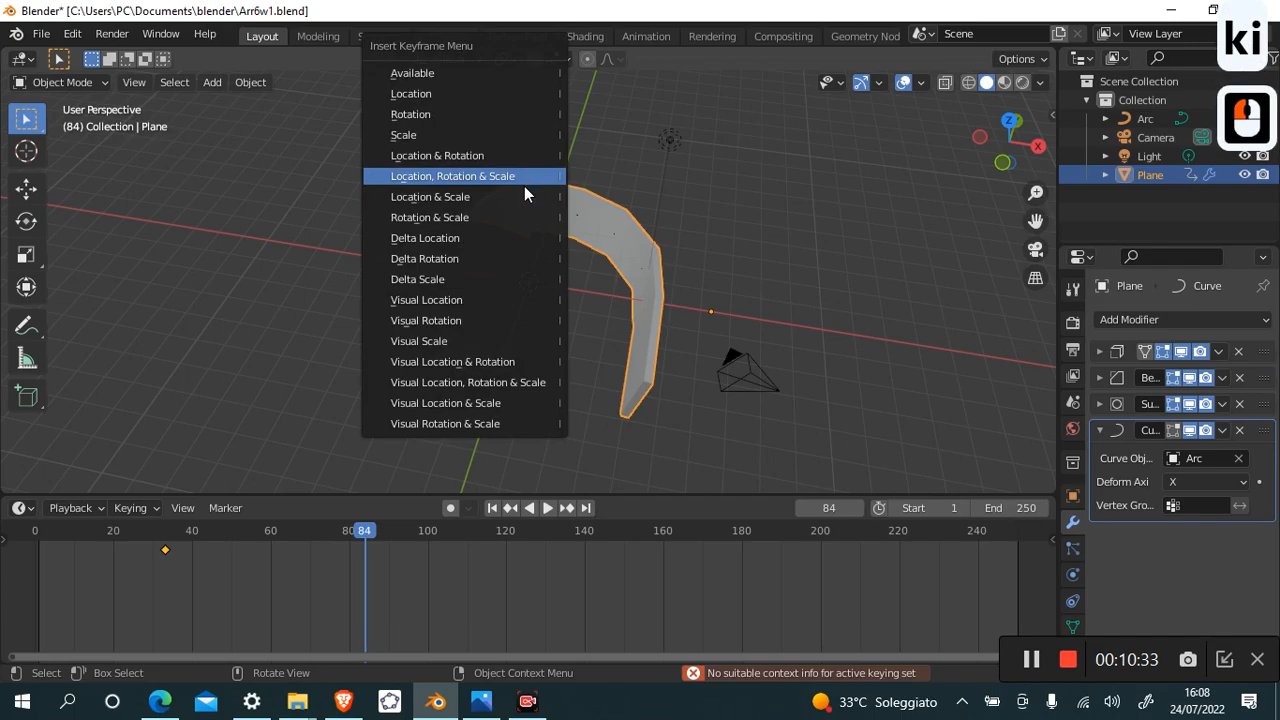 Blender* [C:\Users\PC\Documents\blender\Arr6w1.blend]
File Edit Render Window Help Layout Modeling S Shading Animation Rendering Compositing Geometry Nod Scene View Layer
ki
Object Mode View Select Add Object Options
User Perspective
(84) Collection | Plane
Insert Keyframe Menu
Available
Location
Rotation
Scale
Location & Rotation
Location, Rotation & Scale
Location & Scale
Rotation & Scale
Delta Location
Delta Rotation
Delta Scale
Visual Location
Visual Rotation
Visual Scale
Visual Location & Rotation
Visual Location, Rotation & Scale
Visual Location & Scale
Visual Rotation & Scale
Z
Y
X
Scene Collection
Collection
Arc
Camera
Light
Plane
Plane Curve
Add Modifier
Be...
Su...
Cu...
Curve Obj... Arc
Deform Axi X
Vertex Gro...
Playback Keying View Marker 84 Start 1 End 250
0 20 40 80 84 100 120 140 160 180 200 220 240
Select Box Select Rotate View Object Context Menu No suitable context info for active keying set
00:10:33
33°C Soleggiato 16:08
24/07/2022